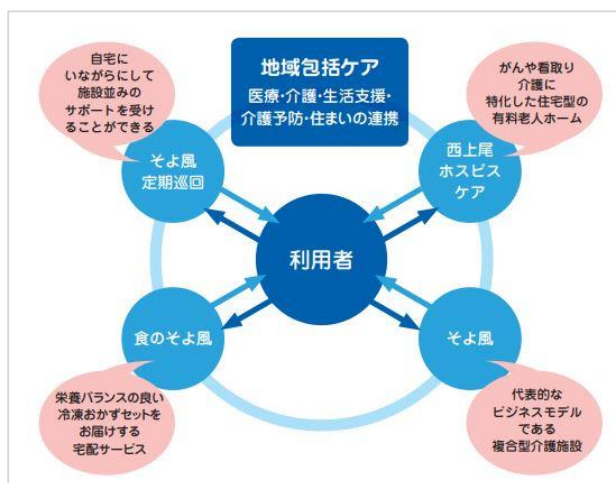 自宅に
いながらにして
施設並みの
サポートを受け
ることができる
そよ風
定期巡回
地域包括ケア
医療・介護・生活支援・
介護予防・住まいの連携
がんや看取り
介護に
特化した住宅型の
有料老人ホーム
西上尾
ホスピス
ケア
利用者
食のそよ風
栄養バランスの良い
冷凍おかずセットを
お届けする
宅配サービス
そよ風
代表的な
ビジネスモデル
である
複合型介護施設